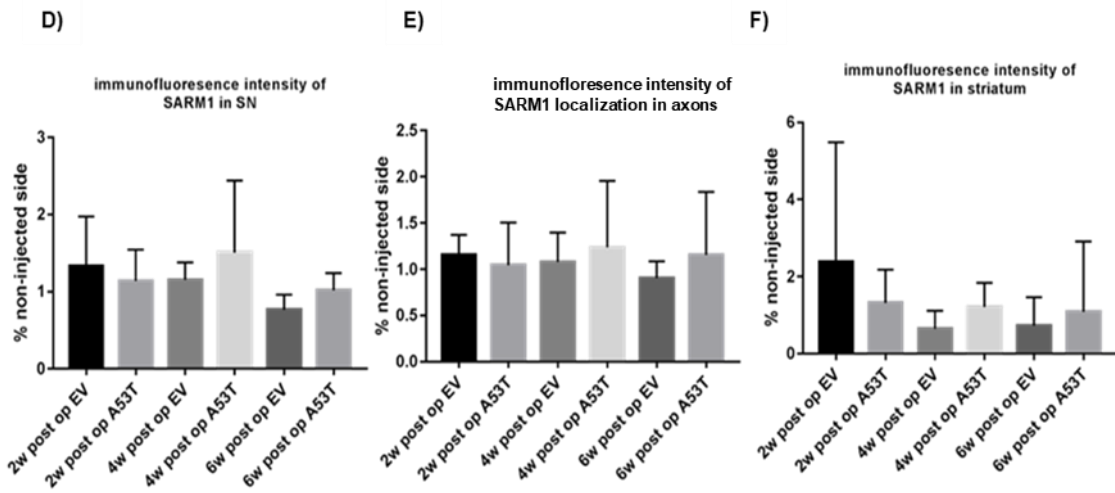 D)
immunofluoresence intensity of
SARM1 in SN
% non-injected side
3
2
1
0
2w post op EV
2w post op A53T
4w post op EV
4w post op A53T
6w post op EV
6w post op A53T
E)
immunofloresence intensity of
SARM1 localization in axons
% non-injected side
2.5
2.0
1.5
1.0
0.5
0.0
2w post op EV
2w post op A53T
4w post op EV
4w post op A53T
6w post op EV
6w post op A53T
F)
immunofluoresence intensity of
SARM1 in striatum
% non-injected side
6
4
2
0
2w post op EV
2w post op A53T
4w post op EV
4w post op A53T
6w post op EV
6w post op A53T